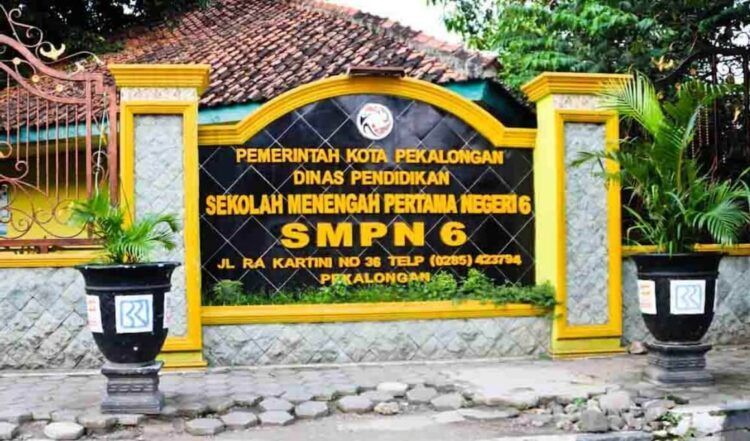 PEMERINTAH KOTA PEKALONGAN
DINAS PENDIDIKAN
SEKOLAH MENENGAH PERTAMA NEGERI 6
SMPN 6
JL RA KARTINI NO 36 TELP (0285) 423794
PEKALONGAN